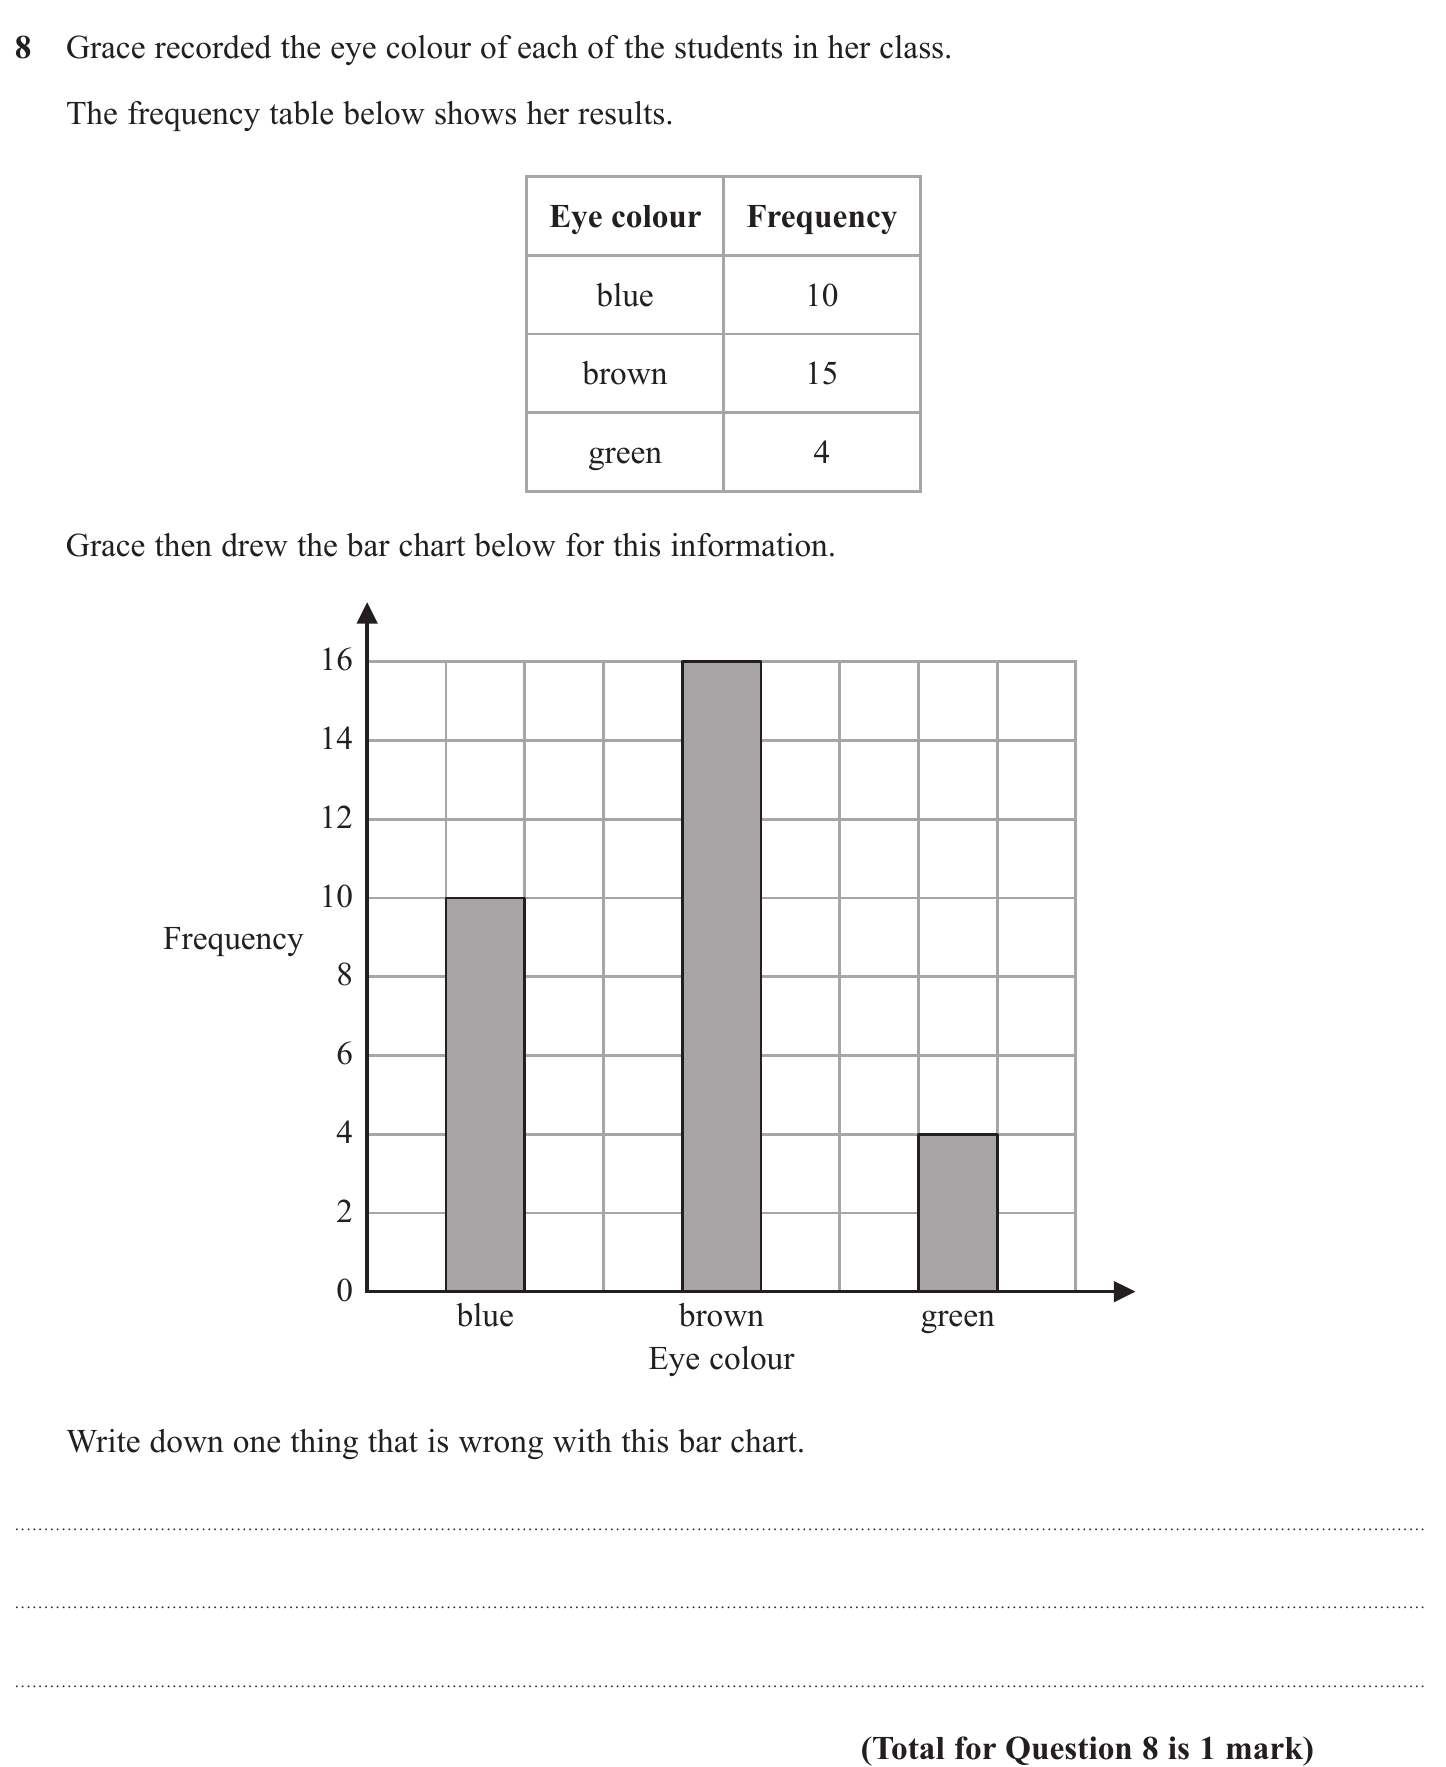 8 Grace recorded the eye colour of each of the students in her class.
The frequency table below shows her results.
Eye colour Frequency
blue 10
brown 15
green 4
Grace then drew the bar chart below for this information.
16
14
12
10
Frequency
8
6
4
2
0
blue brown green
Eye colour
Write down one thing that is wrong with this bar chart.
(Total for Question 8 is 1 mark)